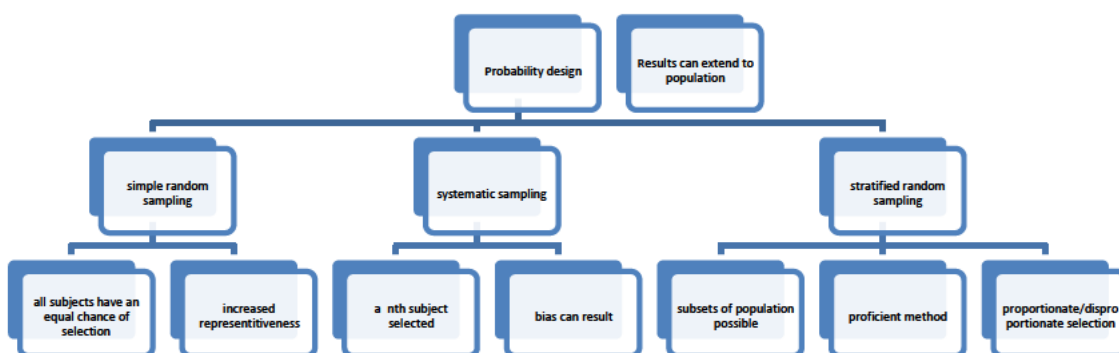 Probability design
Results can extend to
population
simple random
sampling
systematic sampling
stratified random
sampling
all subjects have an
equal chance of
selection
increased
representitiveness
a nth subject
selected
bias can result
subsets of population
possible
proficient method
proportionate/dispro
portionate selection